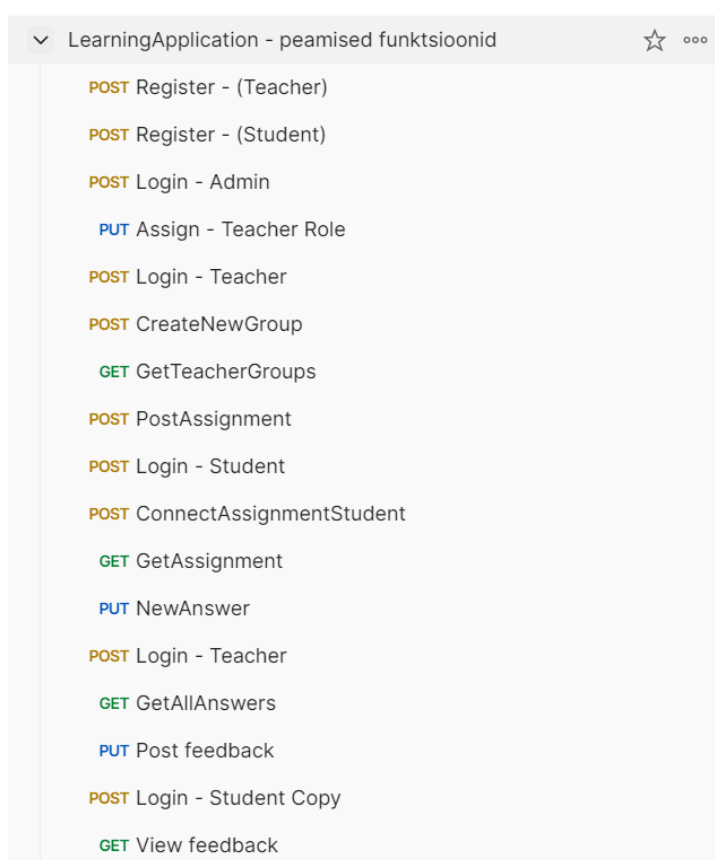 LearningApplication - peamised funktsioonid
POST Register - (Teacher)
POST Register - (Student)
POST Login - Admin
PUT Assign - Teacher Role
POST Login - Teacher
POST CreateNewGroup
GET GetTeacherGroups
POST PostAssignment
POST Login - Student
POST ConnectAssignmentStudent
GET GetAssignment
PUT NewAnswer
POST Login - Teacher
GET GetAllAnswers
PUT Post feedback
POST Login - Student Copy
GET View feedback